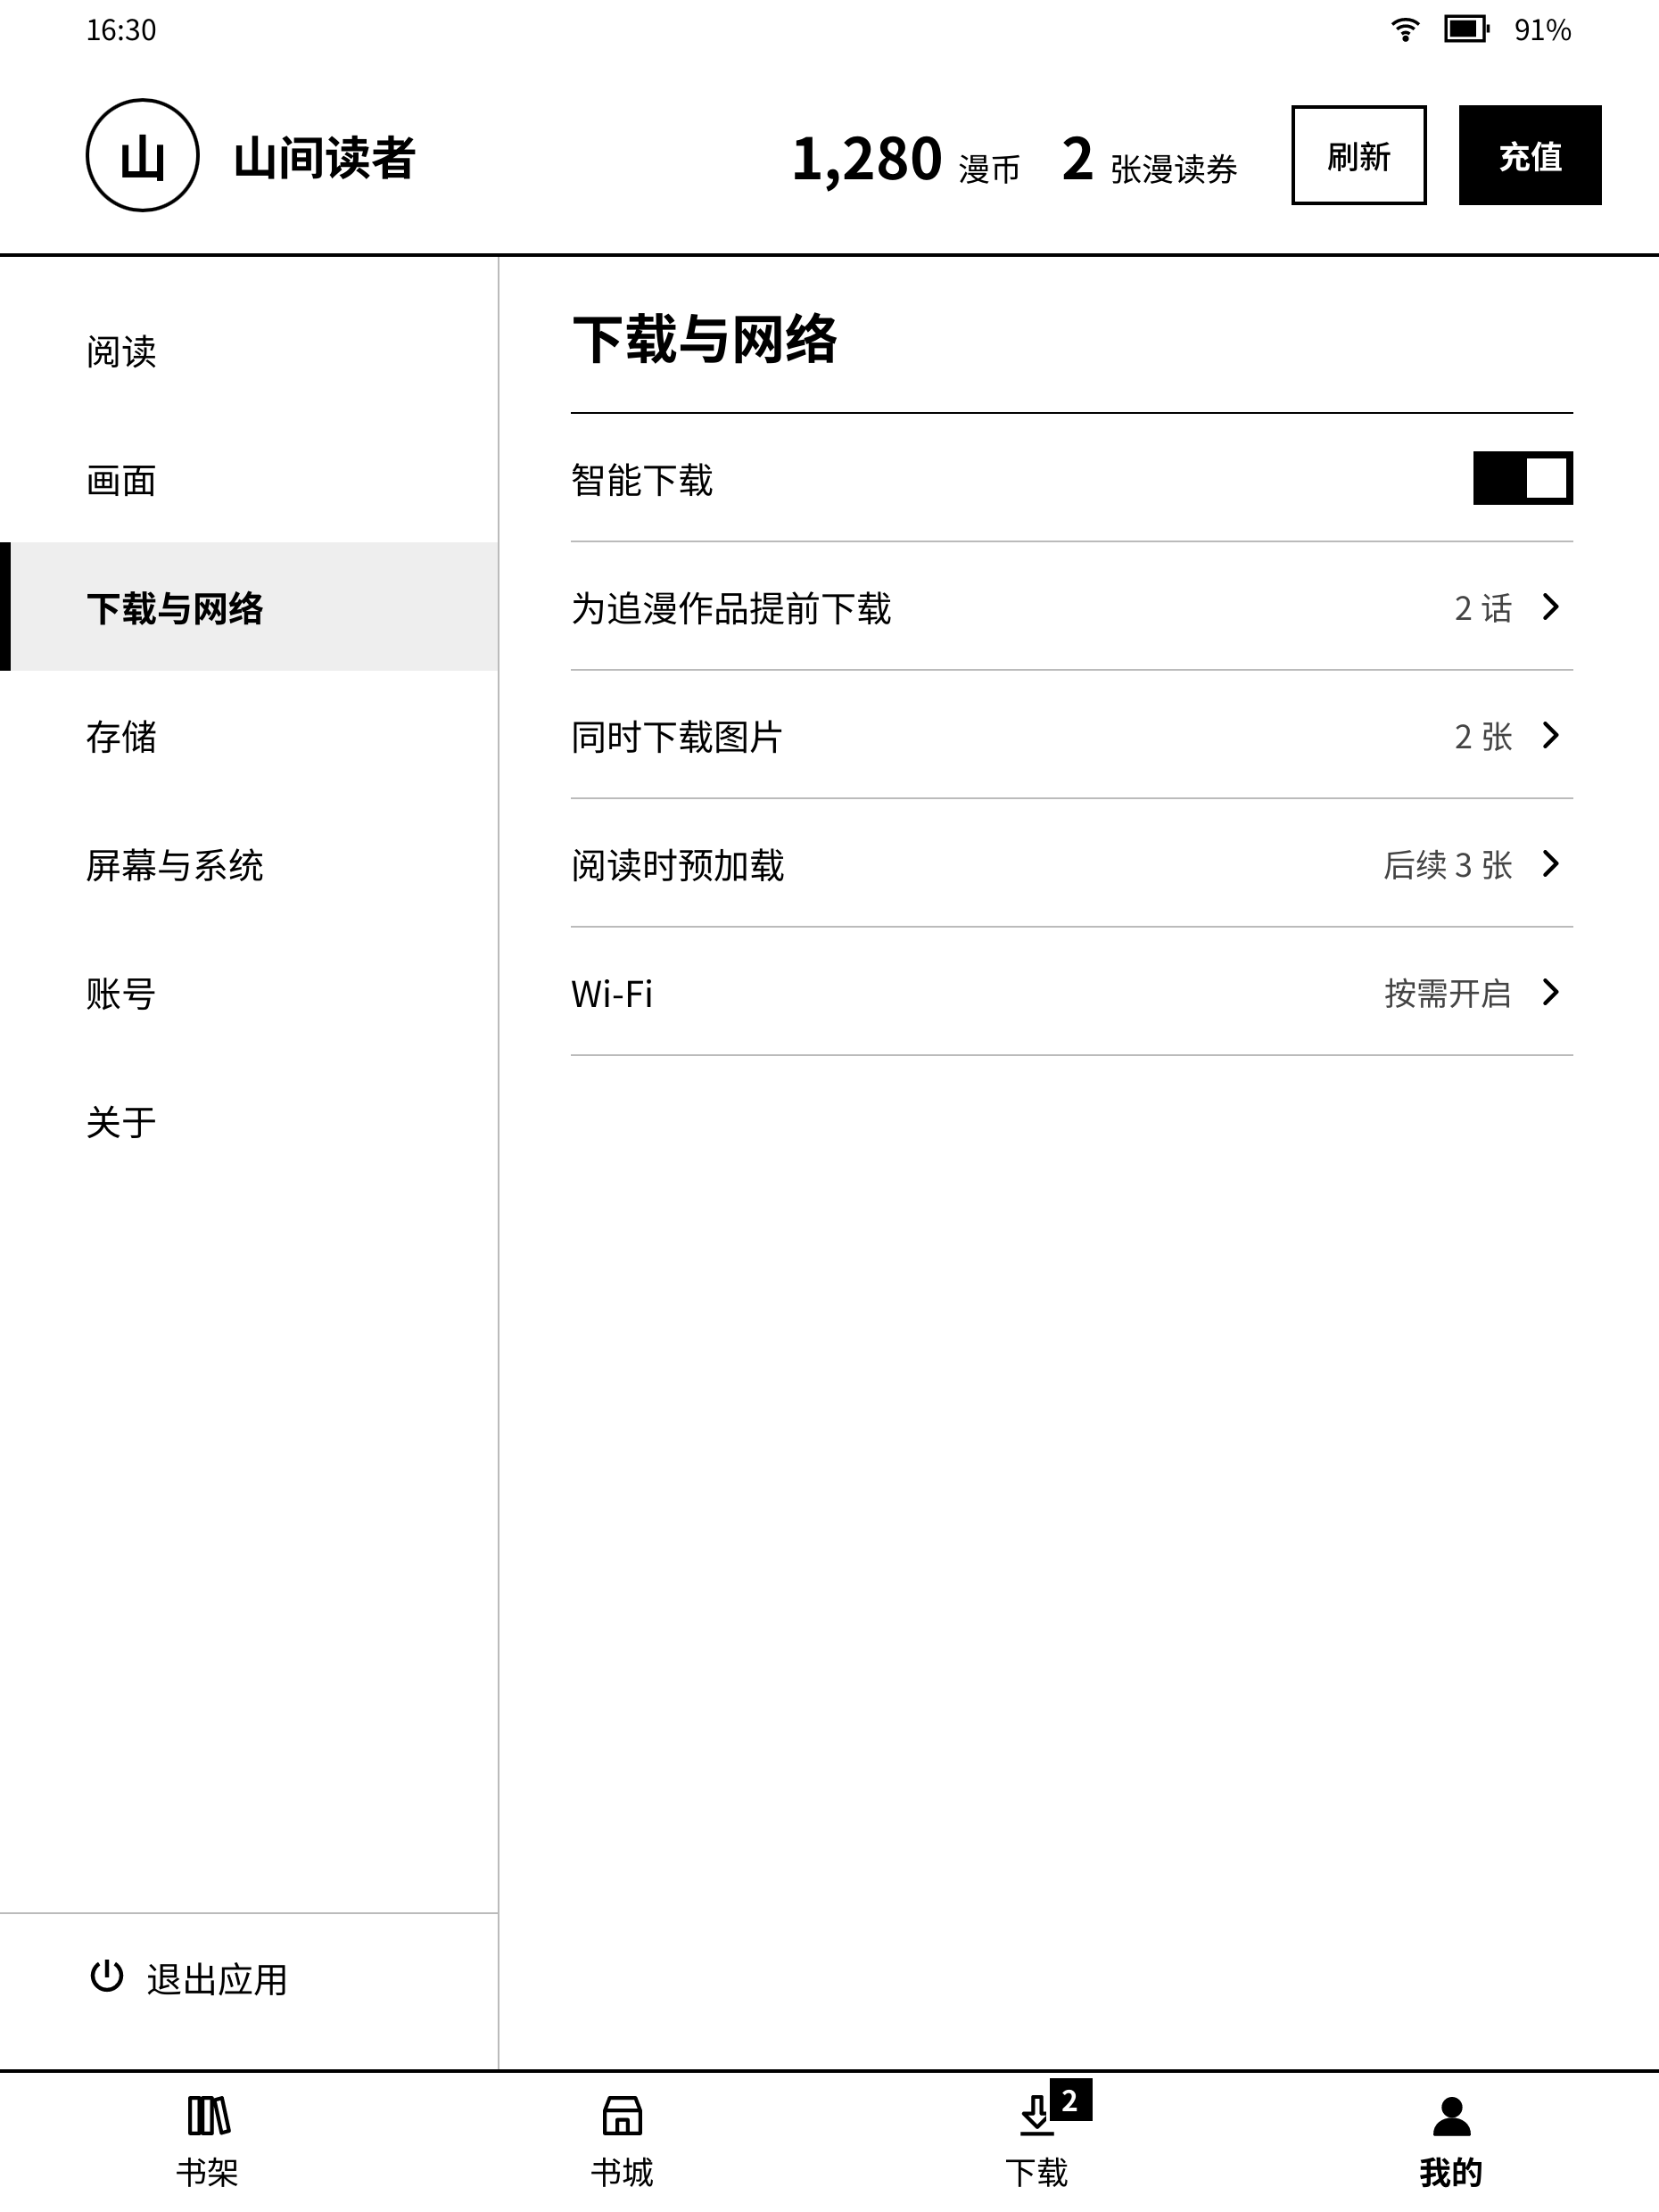 16:30 91%
山 山间读者 1,280 漫币 2 张漫读券 刷新 充值
下载与网络
阅读
画面
下载与网络
存储
屏幕与系统
账号
关于
智能下载
为追漫作品提前下载 2 话
同时下载图片 2 张
阅读时预加载 后续 3 张
Wi-Fi 按需开启
退出应用
2
书架 书城 下载 我的